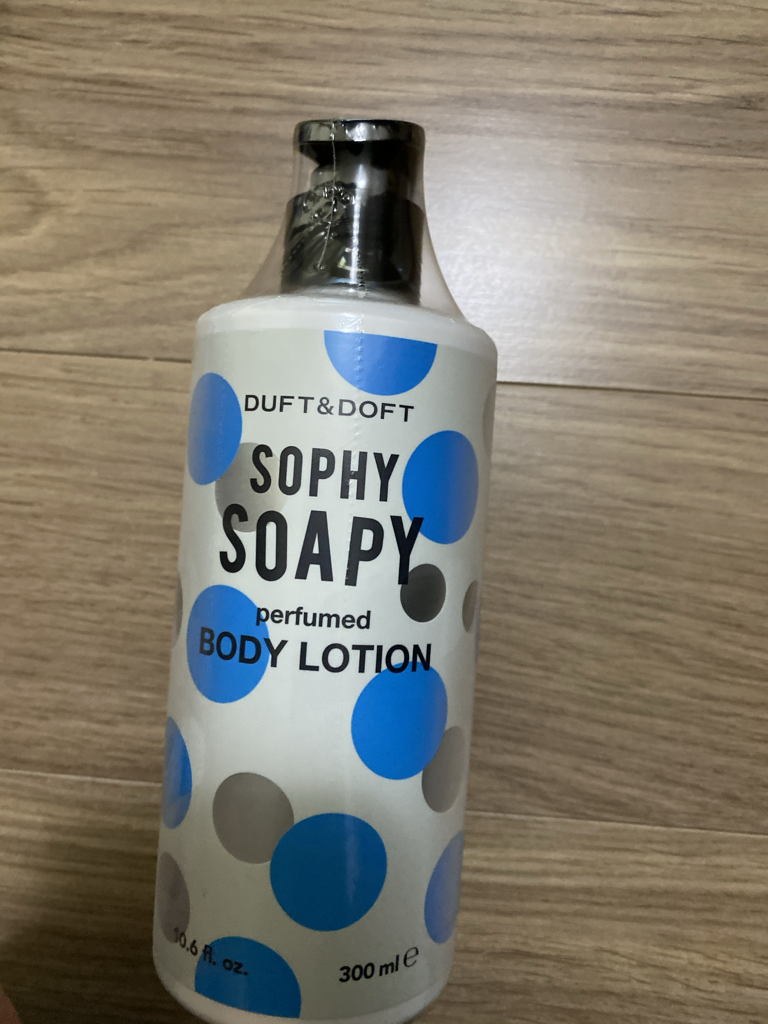 DUFT&DOFT
SOPHY
SOAPY
perfumed
BODY LOTION
10.6 fl. oz.
300 ml ℮